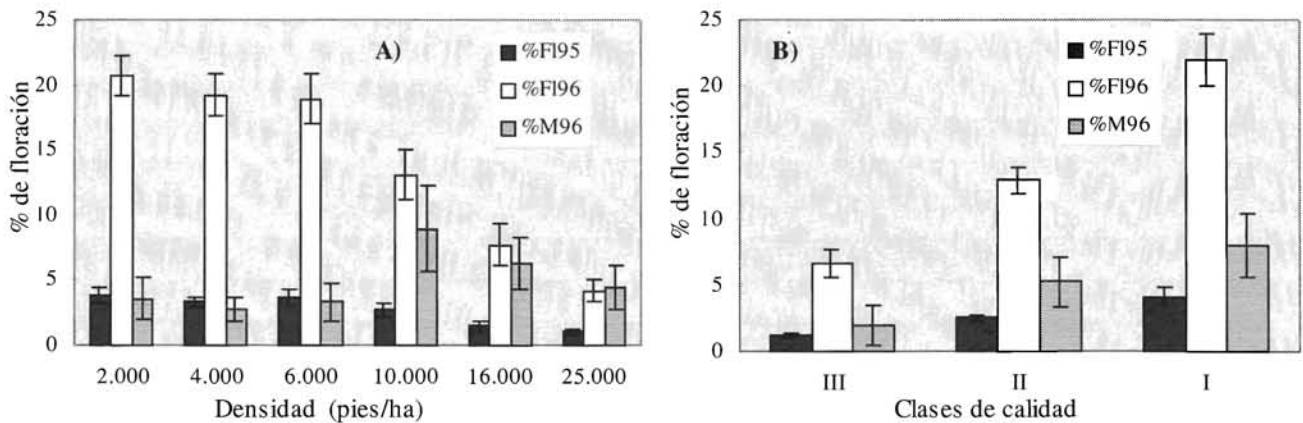 A)
% de floración
25
20
15
10
5
0
%Fl95
%Fl96
%M96
2.000 4.000 6.000 10.000 16.000 25.000
Densidad (pies/ha)
B)
% de floración
25
20
15
10
5
0
%Fl95
%Fl96
%M96
III II I
Clases de calidad